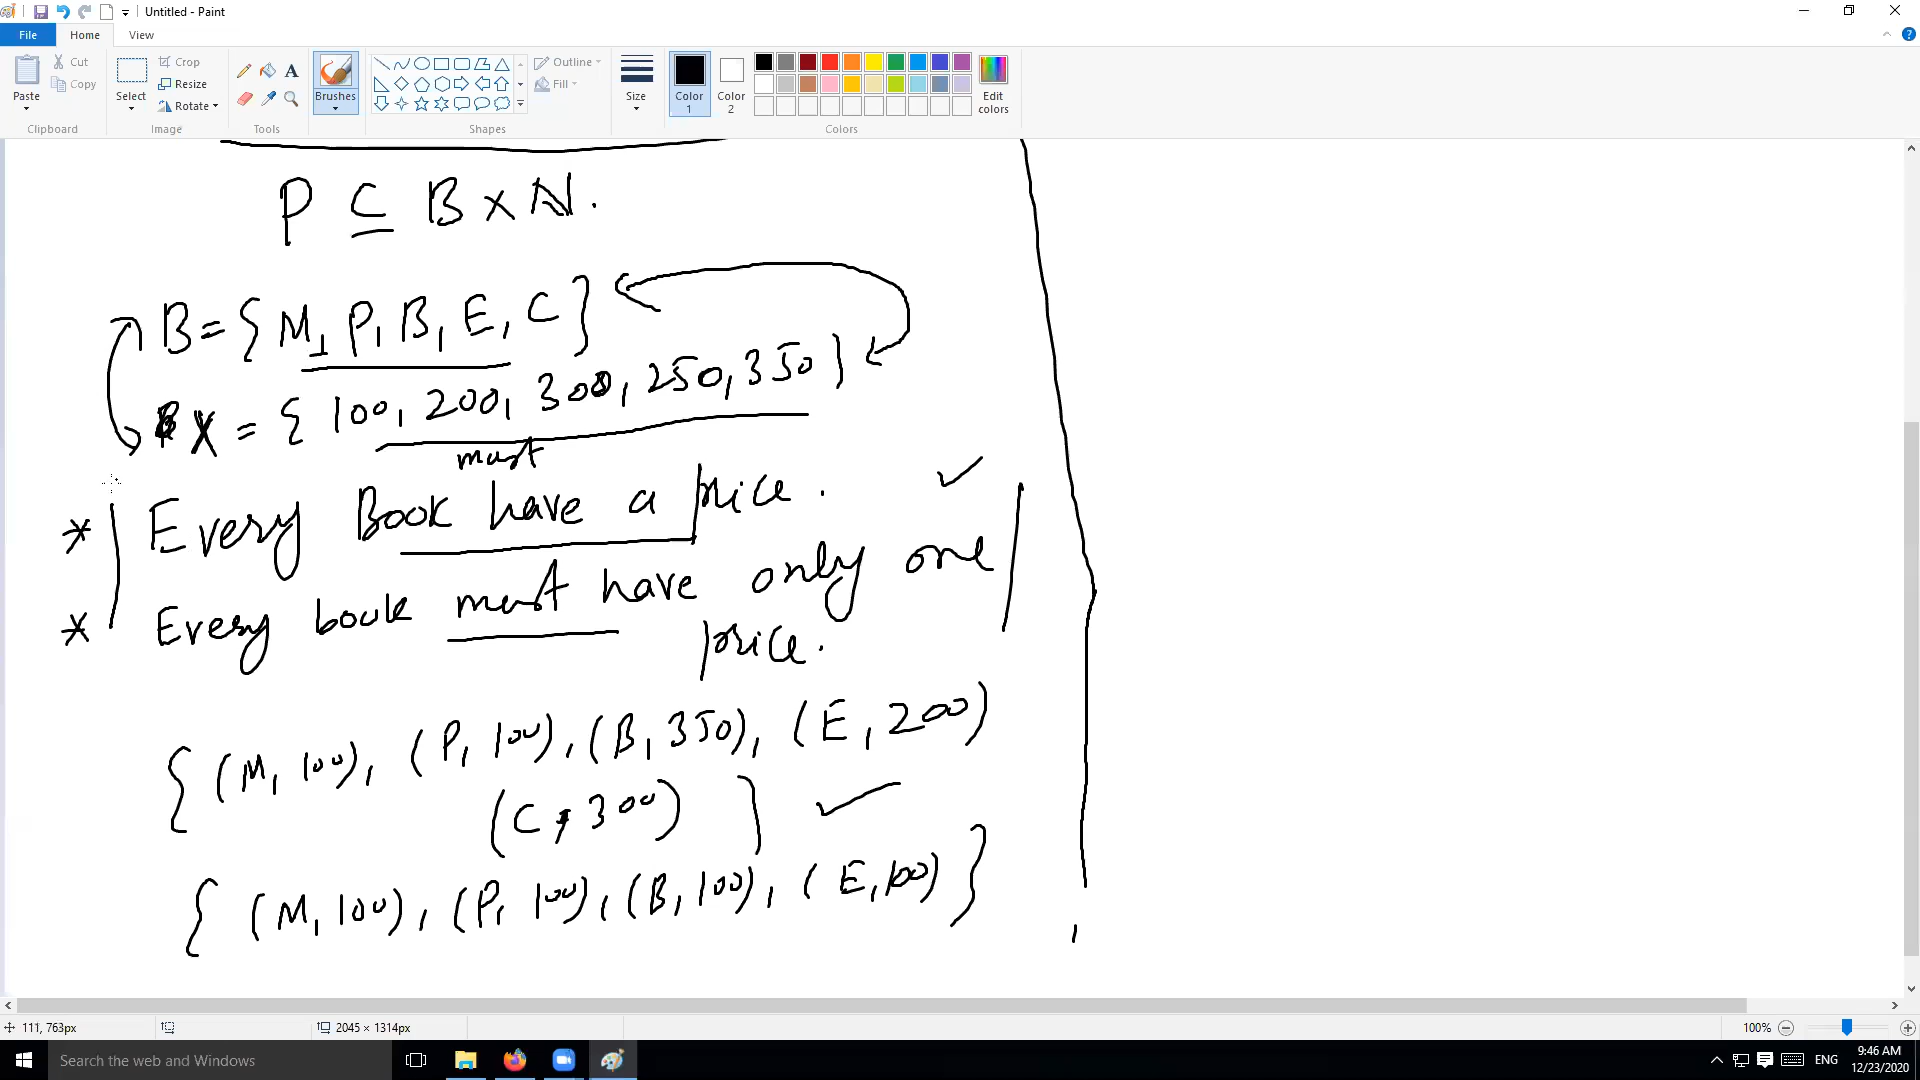 Untitled - Paint
File Home View
Paste Cut Copy Clipboard
Select Crop Resize Rotate Image
Tools
Brushes
Outline Fill Shapes
Size
Color 1 Color 2 Edit colors Colors
P ⊆ B × N.
B = { M, P, B, E, C }
X = { 100, 200, 300, 250, 350 }
must
* Every Book have a price. ✓
* Every book must have only one
price.
{ (M, 100), (P, 100), (B, 350), (E, 200)
(C, 300) } ✓
{ (M, 100), (P, 100), (B, 100), (E, 100) }
111, 763px 2045 × 1314px 100%
Search the web and Windows ENG 9:46 AM
12/23/2020